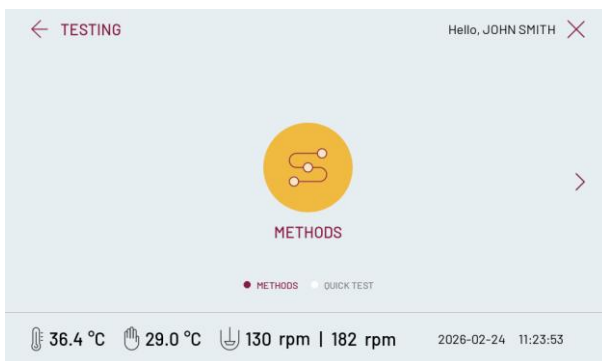 TESTING Hello, JOHN SMITH
METHODS
METHODS QUICK TEST
36.4 °C 29.0 °C 130 rpm | 182 rpm 2026-02-24 11:23:53